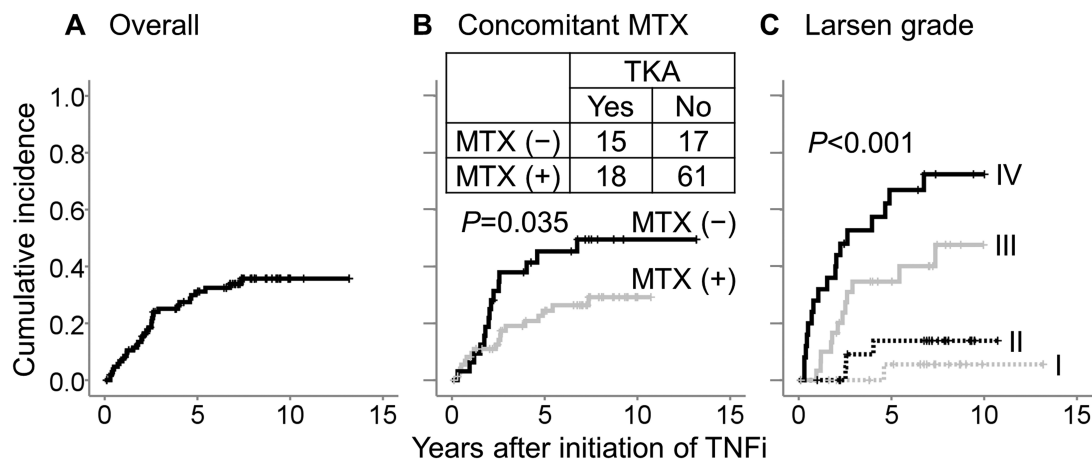 A Overall
B Concomitant MTX
C Larsen grade
Cumulative incidence
1.0
0.8
0.6
0.4
0.2
0.0
0 5 10 15
TKA
Yes No
MTX (−) 15 17
MTX (+) 18 61
P=0.035
MTX (−)
MTX (+)
0 5 10 15
P<0.001
IV
III
II
I
0 5 10 15
Years after initiation of TNFi